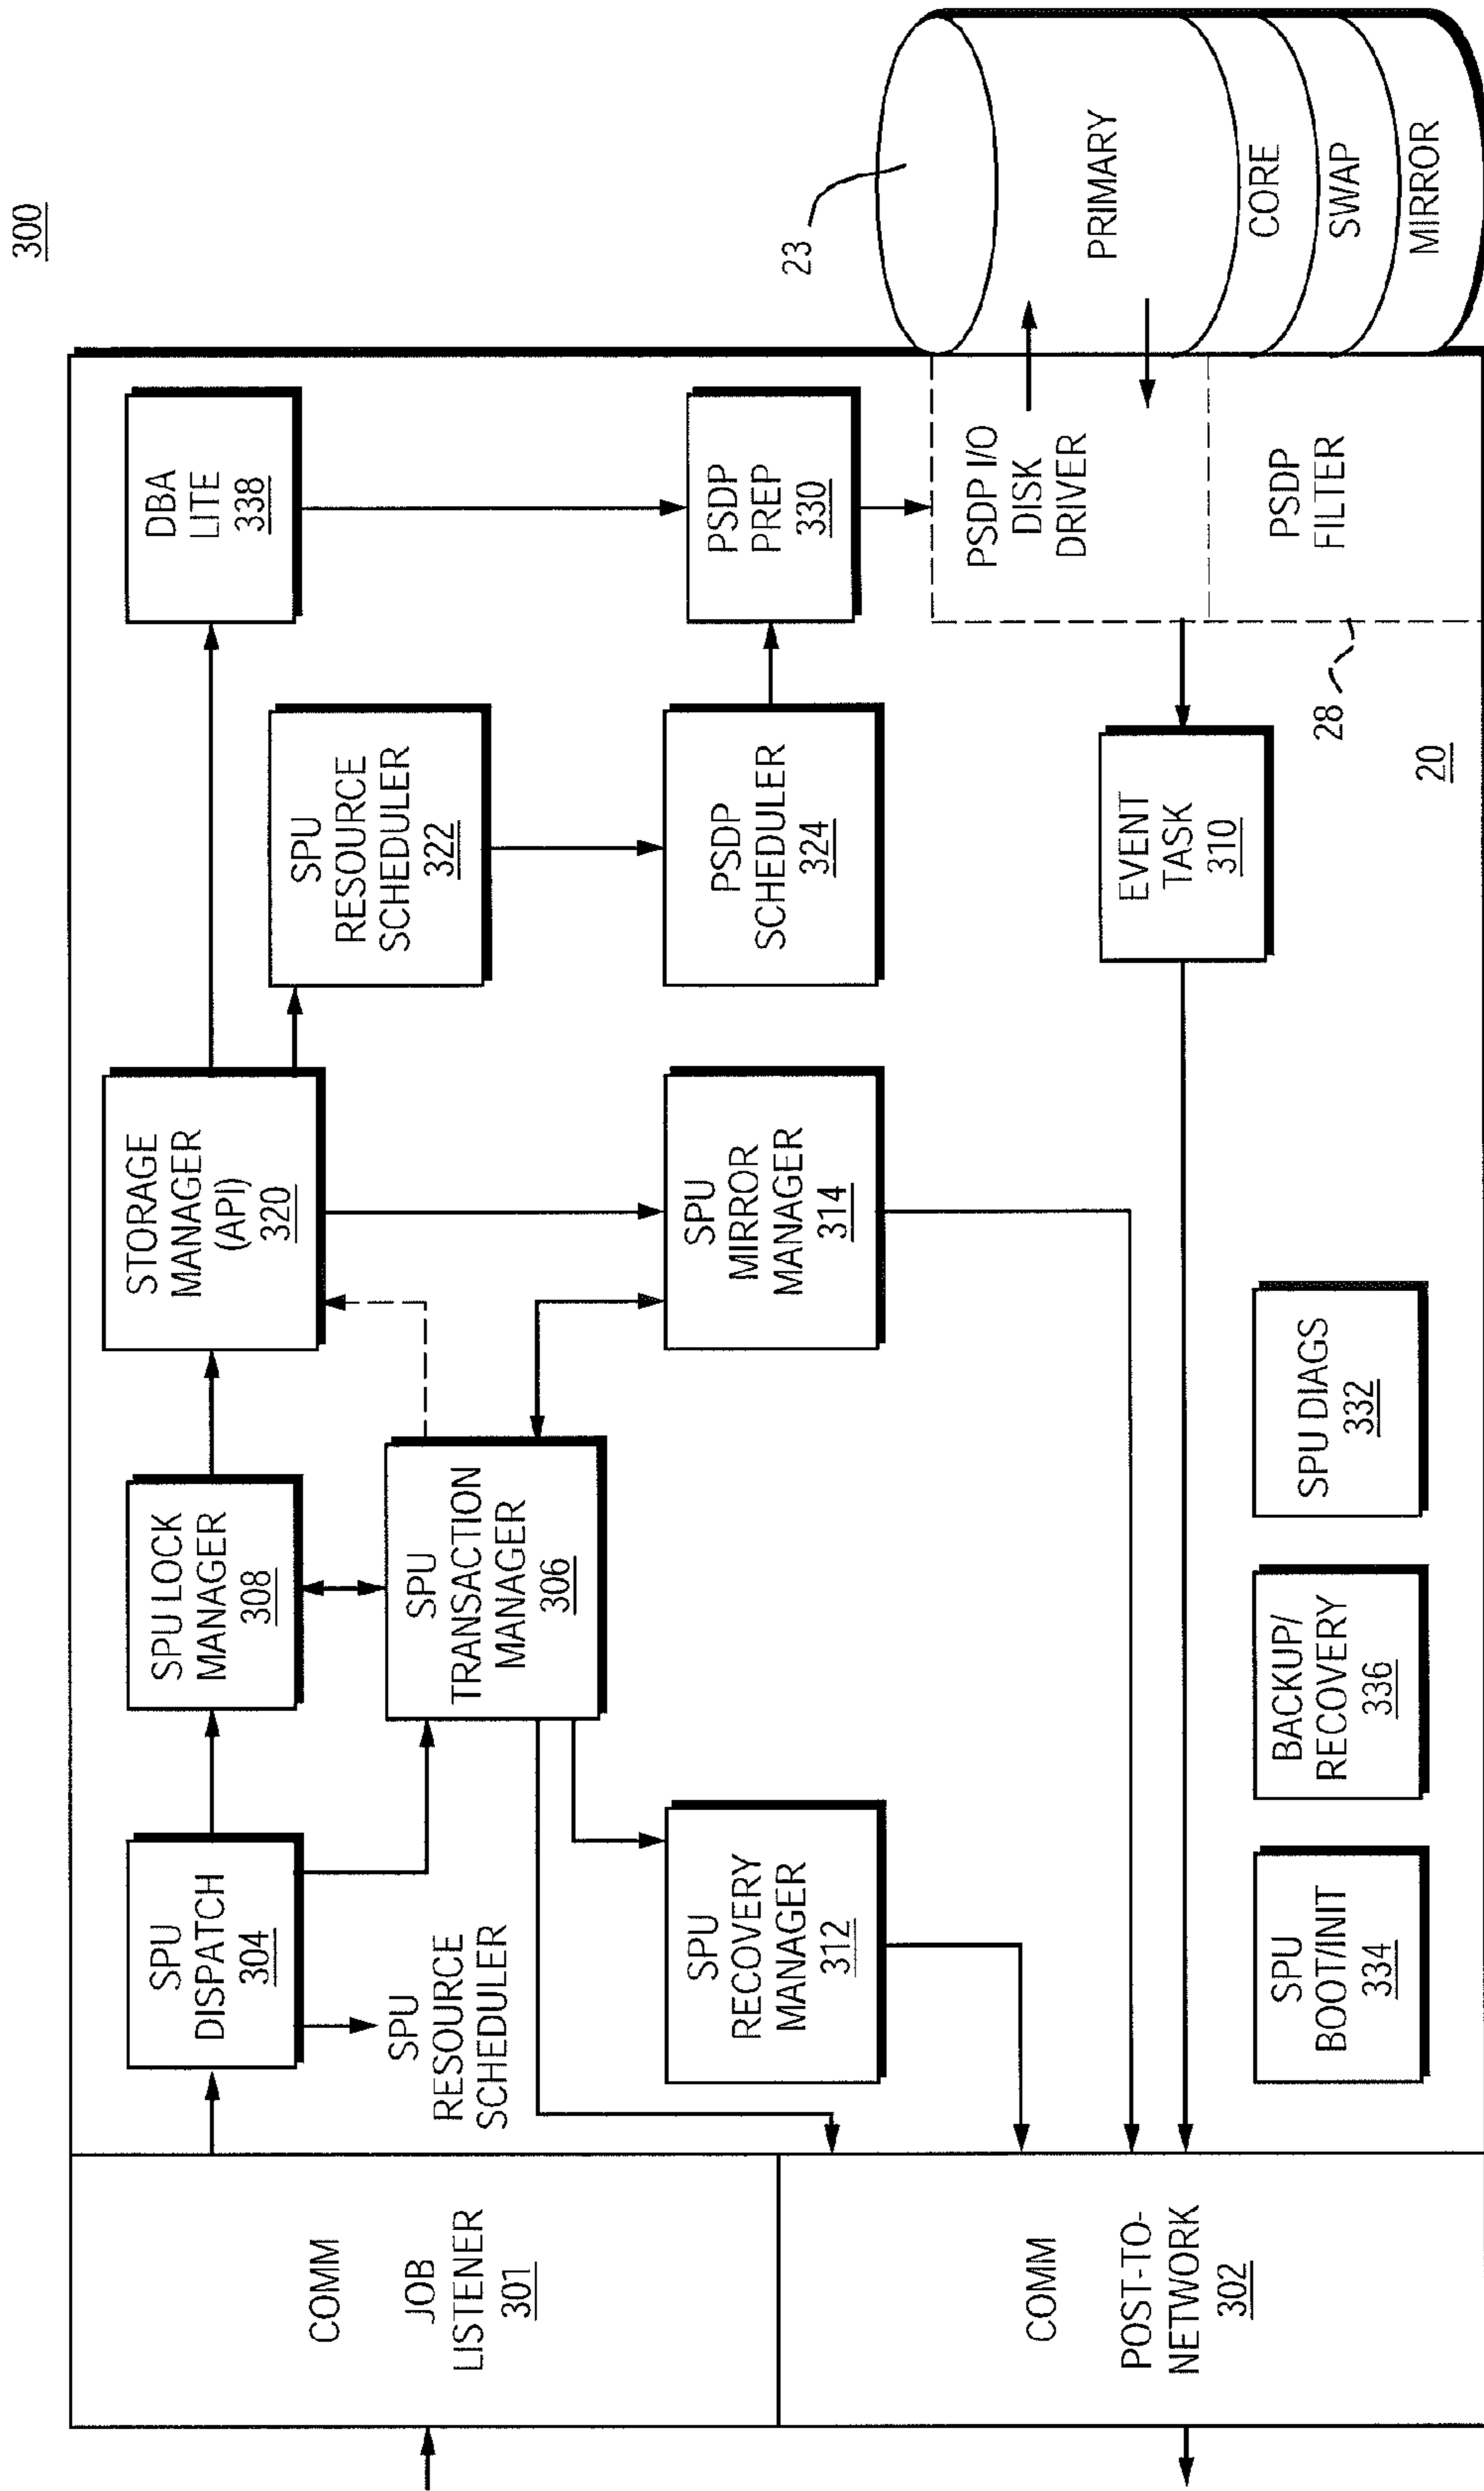 300
COMM
JOB
LISTENER
301
COMM
POST-TO-
NETWORK
302
SPU
DISPATCH
304
SPU
RESOURCE
SCHEDULER
SPU LOCK
MANAGER
308
SPU
TRANSACTION
MANAGER
306
SPU
RECOVERY
MANAGER
312
STORAGE
MANAGER
(API)
320
SPU
MIRROR
MANAGER
314
SPU
RESOURCE
SCHEDULER
322
PSDP
SCHEDULER
324
DBA
LITE
338
PSDP
PREP
330
PSDP I/O
DISK
DRIVER
PSDP
FILTER
28
20
EVENT
TASK
310
SPU
BOOT/INIT
334
BACKUP/
RECOVERY
336
SPU DIAGS
332
23
PRIMARY
CORE
SWAP
MIRROR